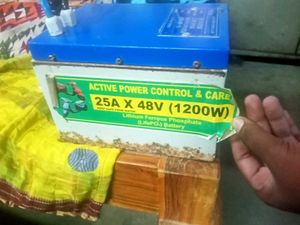 ACTIVE POWER CONTROL & CARE
25A X 48V (1200W)
Lithium Ferrous Phosphate
(LiFePO₄) Battery